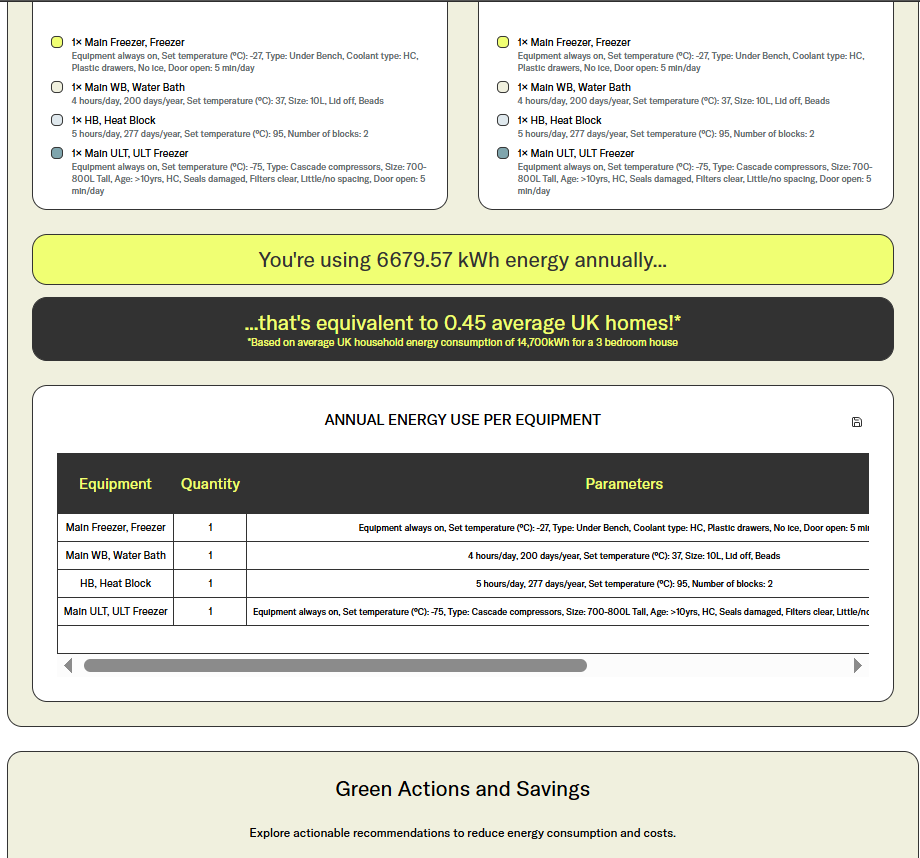 1× Main Freezer, Freezer
Equipment always on, Set temperature (ºC): -27, Type: Under Bench, Coolant type: HC,
Plastic drawers, No ice, Door open: 5 min/day
1× Main WB, Water Bath
4 hours/day, 200 days/year, Set temperature (ºC): 37, Size: 10L, Lid off, Beads
1× HB, Heat Block
5 hours/day, 277 days/year, Set temperature (ºC): 95, Number of blocks: 2
1× Main ULT, ULT Freezer
Equipment always on, Set temperature (ºC): -75, Type: Cascade compressors, Size: 700-
800L Tall, Age: >10yrs, HC, Seals damaged, Filters clear, Little/no spacing, Door open: 5
min/day
1× Main Freezer, Freezer
Equipment always on, Set temperature (ºC): -27, Type: Under Bench, Coolant type: HC,
Plastic drawers, No ice, Door open: 5 min/day
1× Main WB, Water Bath
4 hours/day, 200 days/year, Set temperature (ºC): 37, Size: 10L, Lid off, Beads
1× HB, Heat Block
5 hours/day, 277 days/year, Set temperature (ºC): 95, Number of blocks: 2
1× Main ULT, ULT Freezer
Equipment always on, Set temperature (ºC): -75, Type: Cascade compressors, Size: 700-
800L Tall, Age: >10yrs, HC, Seals damaged, Filters clear, Little/no spacing, Door open: 5
min/day
You're using 6679.57 kWh energy annually...
...that's equivalent to 0.45 average UK homes!*
*Based on average UK household energy consumption of 14,700kWh for a 3 bedroom house
ANNUAL ENERGY USE PER EQUIPMENT
Equipment Quantity Parameters
Main Freezer, Freezer 1 Equipment always on, Set temperature (ºC): -27, Type: Under Bench, Coolant type: HC, Plastic drawers, No ice, Door open: 5 min
Main WB, Water Bath 1 4 hours/day, 200 days/year, Set temperature (ºC): 37, Size: 10L, Lid off, Beads
HB, Heat Block 1 5 hours/day, 277 days/year, Set temperature (ºC): 95, Number of blocks: 2
Main ULT, ULT Freezer 1 Equipment always on, Set temperature (ºC): -75, Type: Cascade compressors, Size: 700-800L Tall, Age: >10yrs, HC, Seals damaged, Filters clear, Little/no
Green Actions and Savings
Explore actionable recommendations to reduce energy consumption and costs.